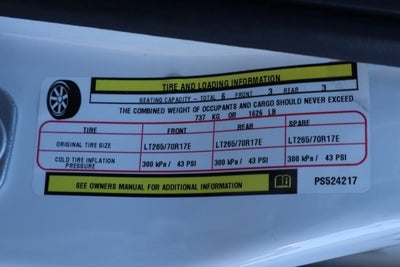 TIRE AND LOADING INFORMATION
SEATING CAPACITY - TOTAL 6 FRONT 3 REAR 3
THE COMBINED WEIGHT OF OCCUPANTS AND CARGO SHOULD NEVER EXCEED
737 KG OR 1626 LB
TIRE FRONT REAR SPARE
ORIGINAL TIRE SIZE LT265/70R17E LT265/70R17E LT265/70R17E
COLD TIRE INFLATION PRESSURE 300 kPa / 43 PSI 300 kPa / 43 PSI 300 kPa / 43 PSI
SEE OWNERS MANUAL FOR ADDITIONAL INFORMATION PS524217